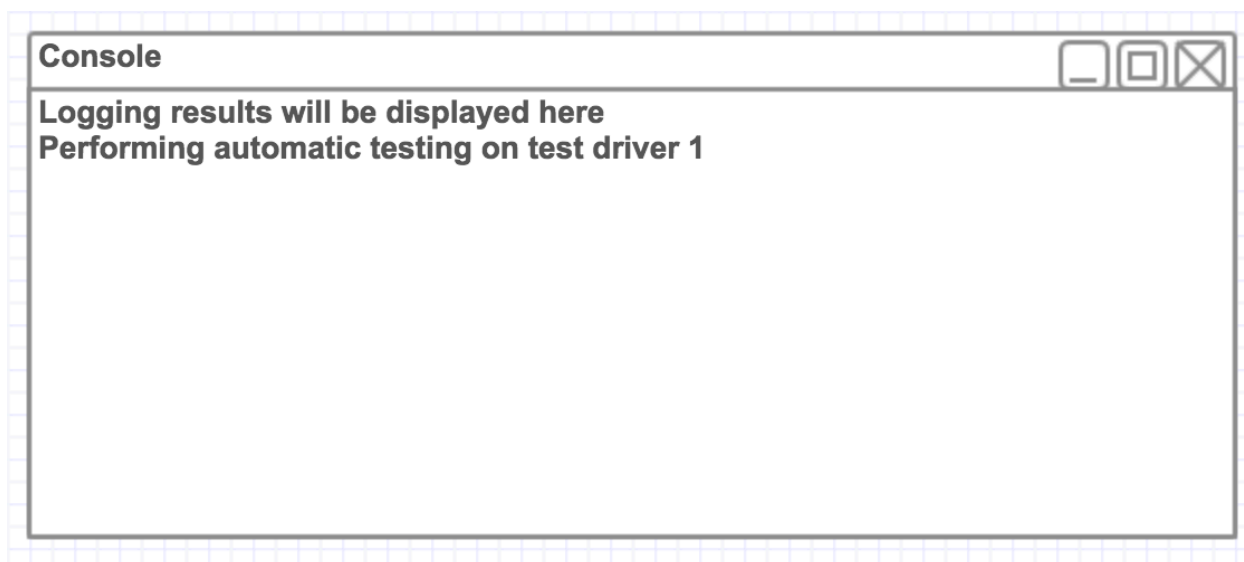 Console
Logging results will be displayed here
Performing automatic testing on test driver 1